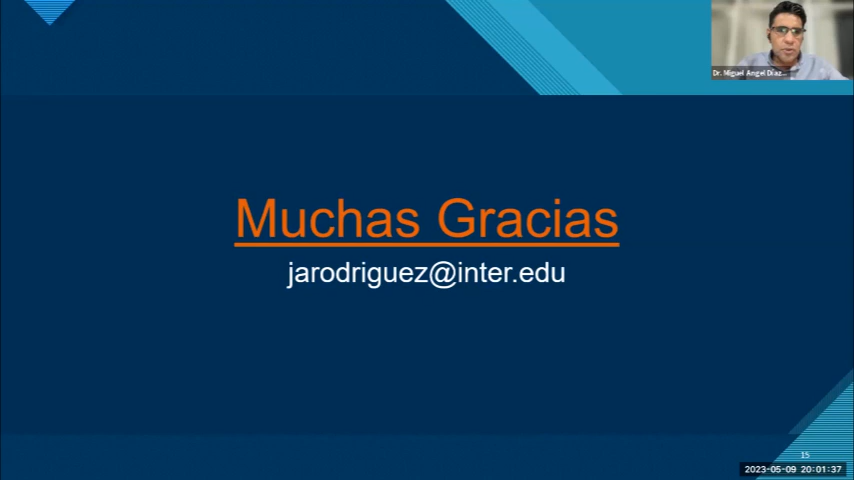 Dr. Miguel Angel Díaz...
Muchas Gracias
jarodriguez@inter.edu
15
2023-05-09 20:01:37